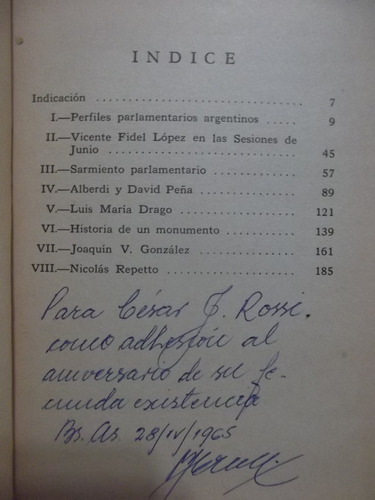 INDICE
Indicación 7
I.—Perfiles parlamentarios argentinos 9
II.—Vicente Fidel López en las Sesiones de
Junio 45
III.—Sarmiento parlamentario 57
IV.—Alberdi y David Peña 89
V.—Luis María Drago 121
VI.—Historia de un monumento 139
VII.—Joaquín V. González 161
VIII.—Nicolás Repetto 185
Para César J. Rossi.
como adhesión al
aniversario de su fe-
cunda existencia
Bs. As. 28/IV/1965